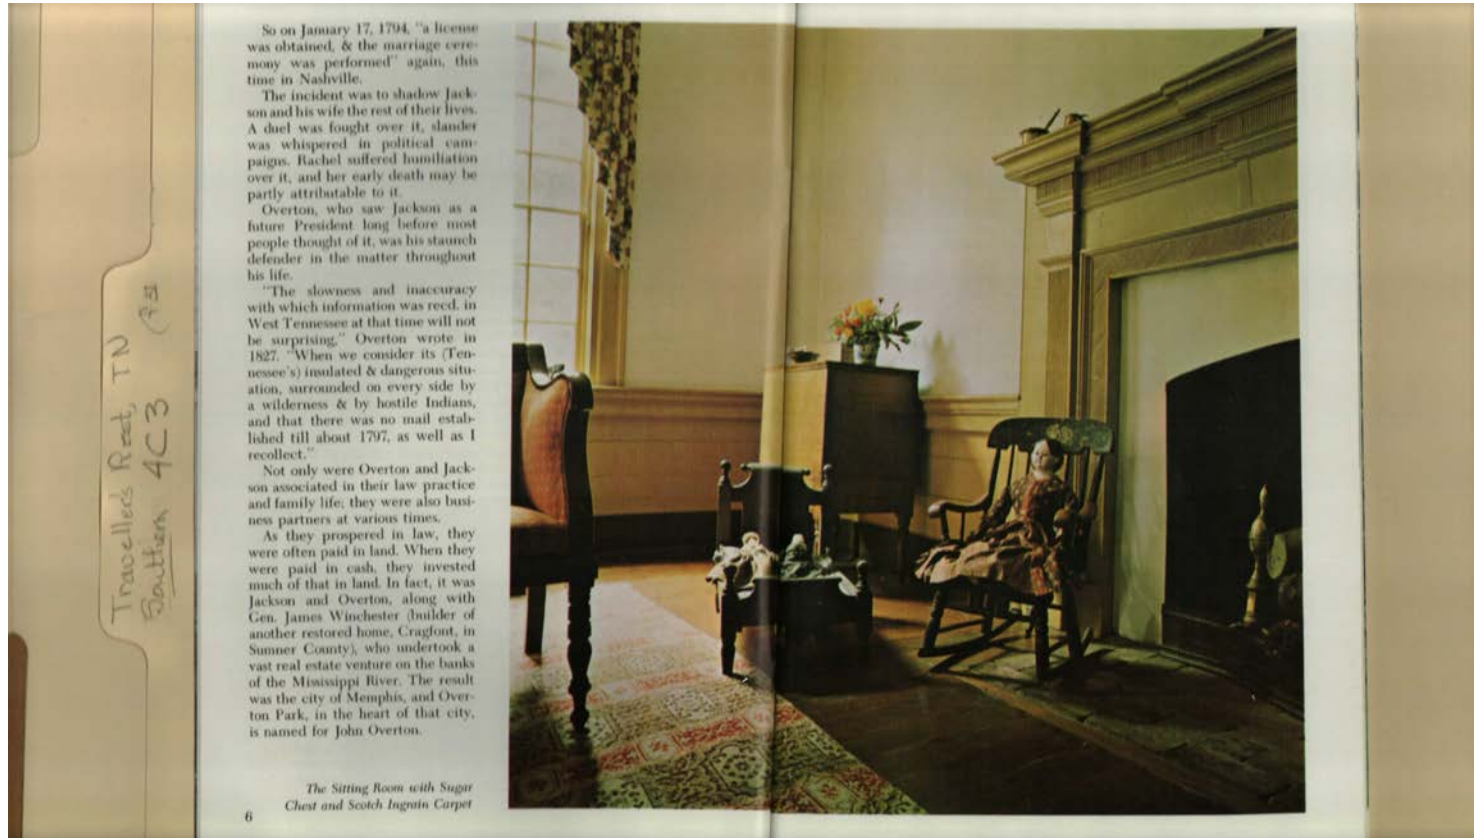 Travellers Rest, TN
Southern 4C3 (P31
So on January 17, 1794, "a license
was obtained, & the marriage cere-
mony was performed" again, this
time in Nashville.
The incident was to shadow Jack-
son and his wife the rest of their lives.
A duel was fought over it, slander
was whispered in political cam-
paigns. Rachel suffered humiliation
over it, and her early death may be
partly attributable to it.
Overton, who saw Jackson as a
future President long before most
people thought of it, was his staunch
defender in the matter throughout
his life.
"The slowness and inaccuracy
with which information was recd. in
West Tennessee at that time will not
be surprising," Overton wrote in
1827. "When we consider its (Ten-
nessee's) insulated & dangerous situ-
ation, surrounded on every side by
a wilderness & by hostile Indians,
and that there was no mail estab-
lished till about 1797, as well as I
recollect."
Not only were Overton and Jack-
son associated in their law practice
and family life; they were also busi-
ness partners at various times.
As they prospered in law, they
were often paid in land. When they
were paid in cash, they invested
much of that in land. In fact, it was
Jackson and Overton, along with
Gen. James Winchester (builder of
another restored home, Cragfont, in
Sumner County), who undertook a
vast real estate venture on the banks
of the Mississippi River. The result
was the city of Memphis, and Over-
ton Park, in the heart of that city,
is named for John Overton.
The Sitting Room with Sugar
Chest and Scotch Ingrain Carpet
6